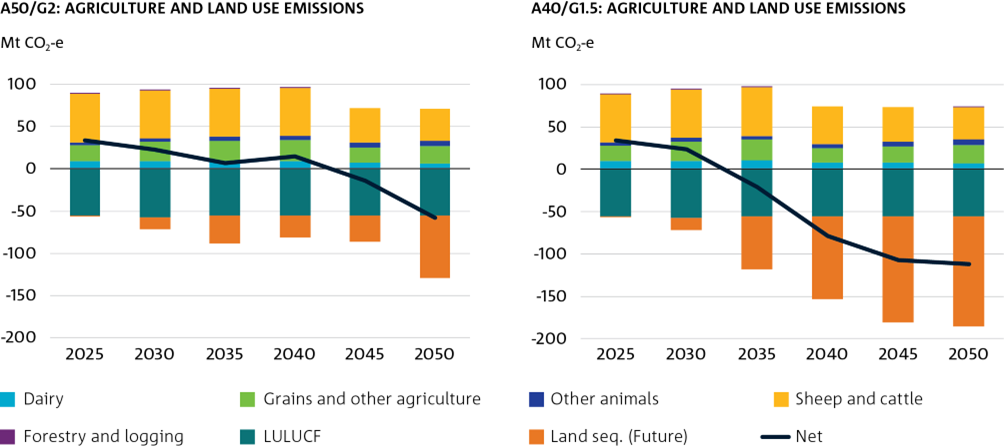 A50/G2: AGRICULTURE AND LAND USE EMISSIONS
Mt CO₂-e
100
50
0
-50
-100
-150
-200
2025 2030 2035 2040 2045 2050
A40/G1.5: AGRICULTURE AND LAND USE EMISSIONS
Mt CO₂-e
100
50
0
-50
-100
-150
-200
2025 2030 2035 2040 2045 2050
Dairy Grains and other agriculture Other animals Sheep and cattle
Forestry and logging LULUCF Land seq. (Future) Net